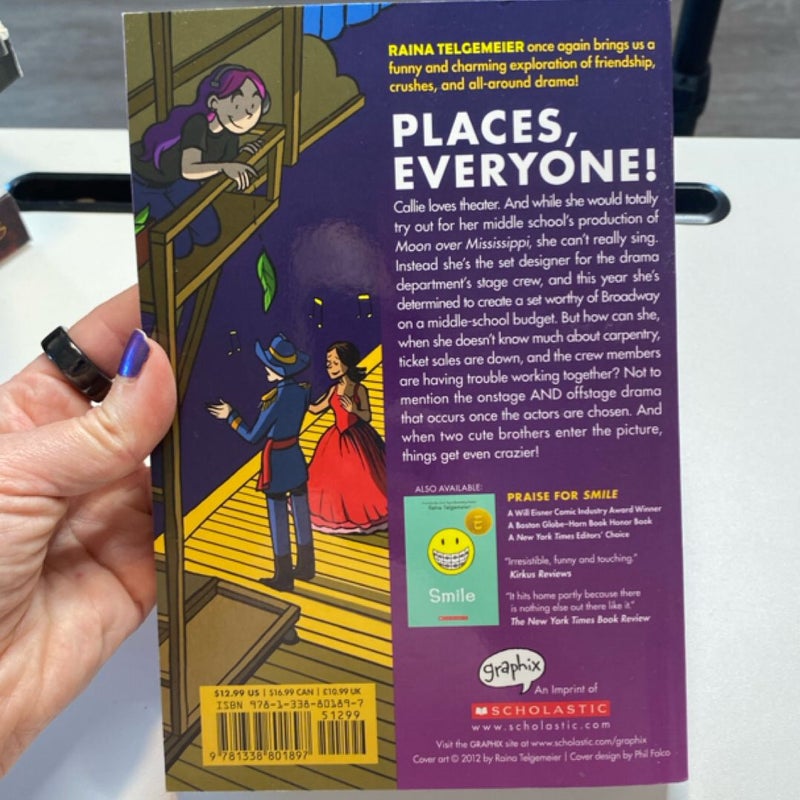 RAINA TELGEMEIER once again brings us a
funny and charming exploration of friendship,
crushes, and all-around drama!
PLACES,
EVERYONE!
Callie loves theater. And while she would totally
try out for her middle school's production of
Moon over Mississippi, she can't really sing.
Instead she's the set designer for the drama
department's stage crew, and this year she's
determined to create a set worthy of Broadway
on a middle-school budget. But how can she,
when she doesn't know much about carpentry,
ticket sales are down, and the crew members
are having trouble working together? Not to
mention the onstage AND offstage drama
that occurs once the actors are chosen. And
when two cute brothers enter the picture,
things get even crazier!
ALSO AVAILABLE:
Raina Telgemeier
Smile
SCHOLASTIC
PRAISE FOR SMILE
A Will Eisner Comic Industry Award Winner
A Boston Globe–Horn Book Honor Book
A New York Times Editors' Choice
"Irresistible, funny and touching."
Kirkus Reviews
"It hits home partly because there
is nothing else out there like it."
The New York Times Book Review
graphix
An Imprint of
SCHOLASTIC
www.scholastic.com
Visit the GRAPHIX site at www.scholastic.com/graphix
Cover art © 2012 by Raina Telgemeier | Cover design by Phil Falco
$12.99 US | $16.99 CAN | £10.99 UK
ISBN 978-1-338-80189-7
51299
9 781338 801897